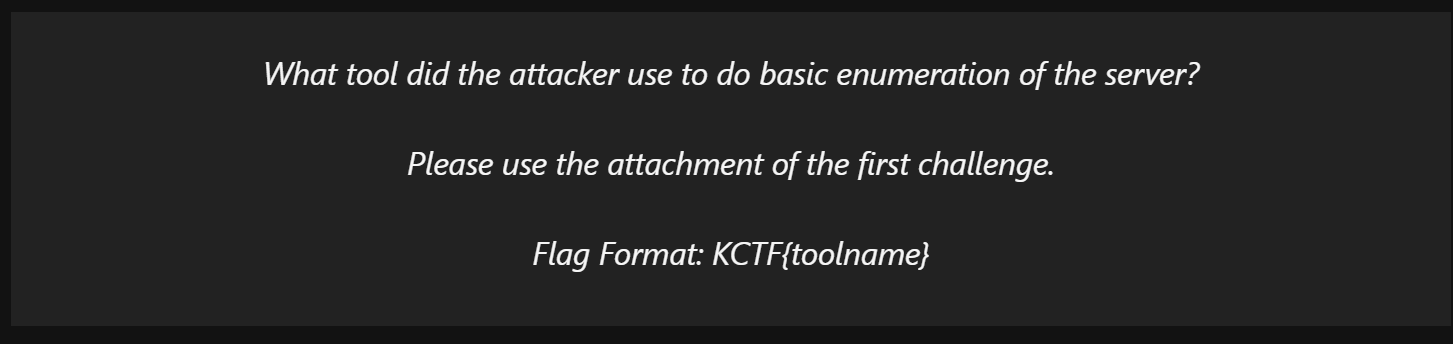 What tool did the attacker use to do basic enumeration of the server?
Please use the attachment of the first challenge.
Flag Format: KCTF{toolname}